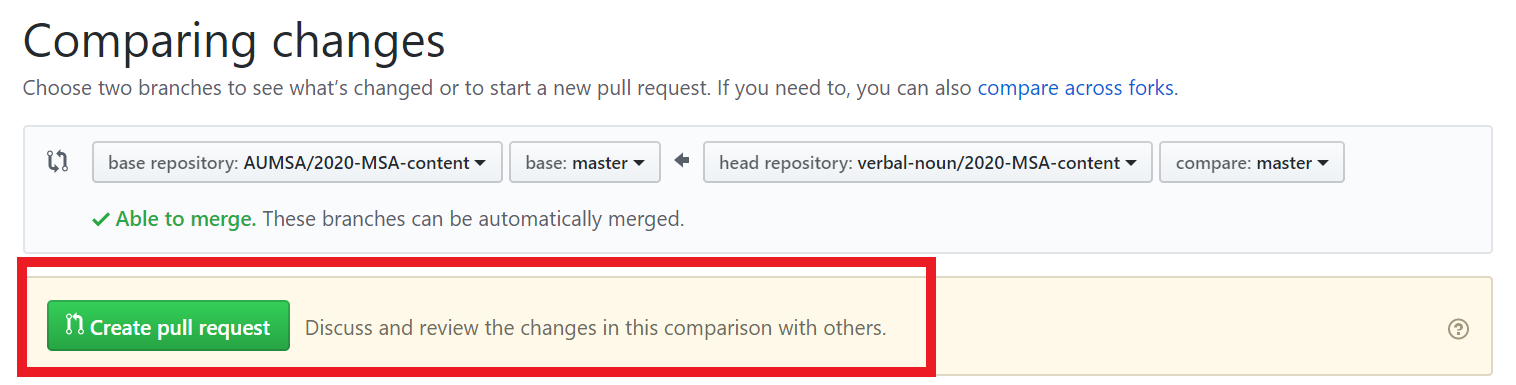 Comparing changes
Choose two branches to see what’s changed or to start a new pull request. If you need to, you can also compare across forks.
base repository: AUMSA/2020-MSA-content base: master head repository: verbal-noun/2020-MSA-content compare: master
Able to merge. These branches can be automatically merged.
Create pull request Discuss and review the changes in this comparison with others.